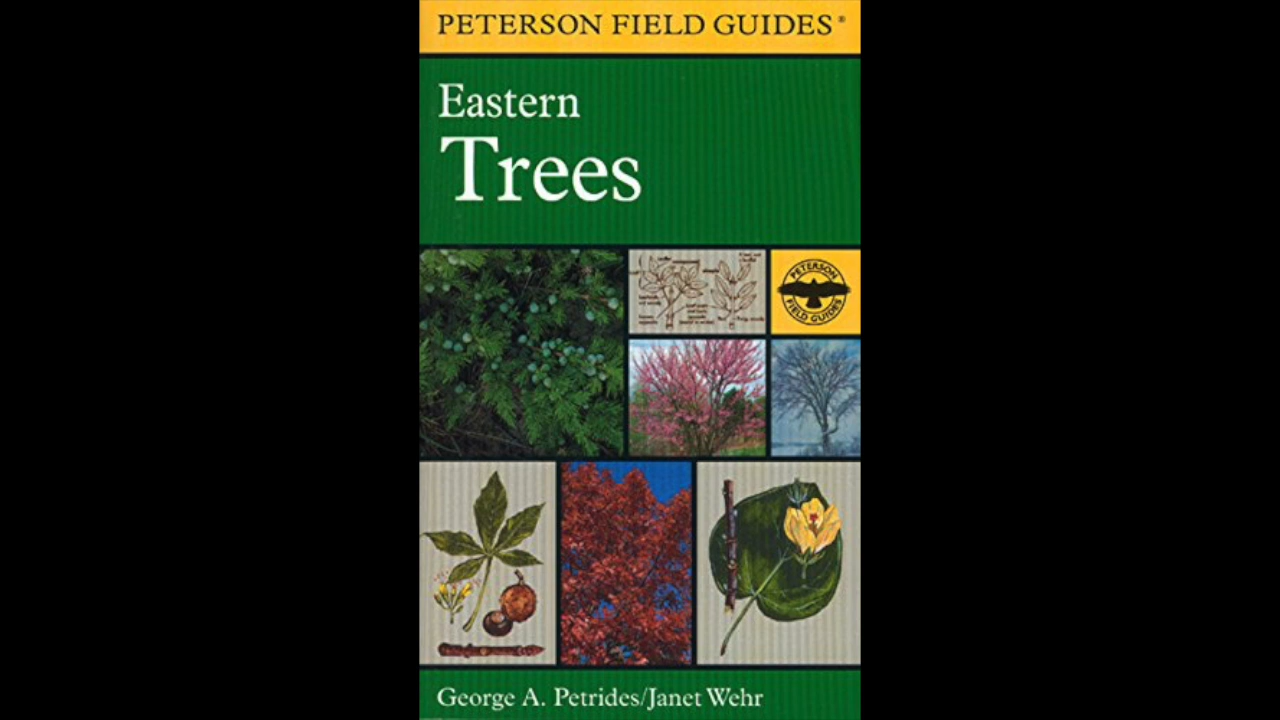 PETERSON FIELD GUIDES®
Eastern
Trees
PETERSON
FIELD GUIDES
George A. Petrides/Janet Wehr